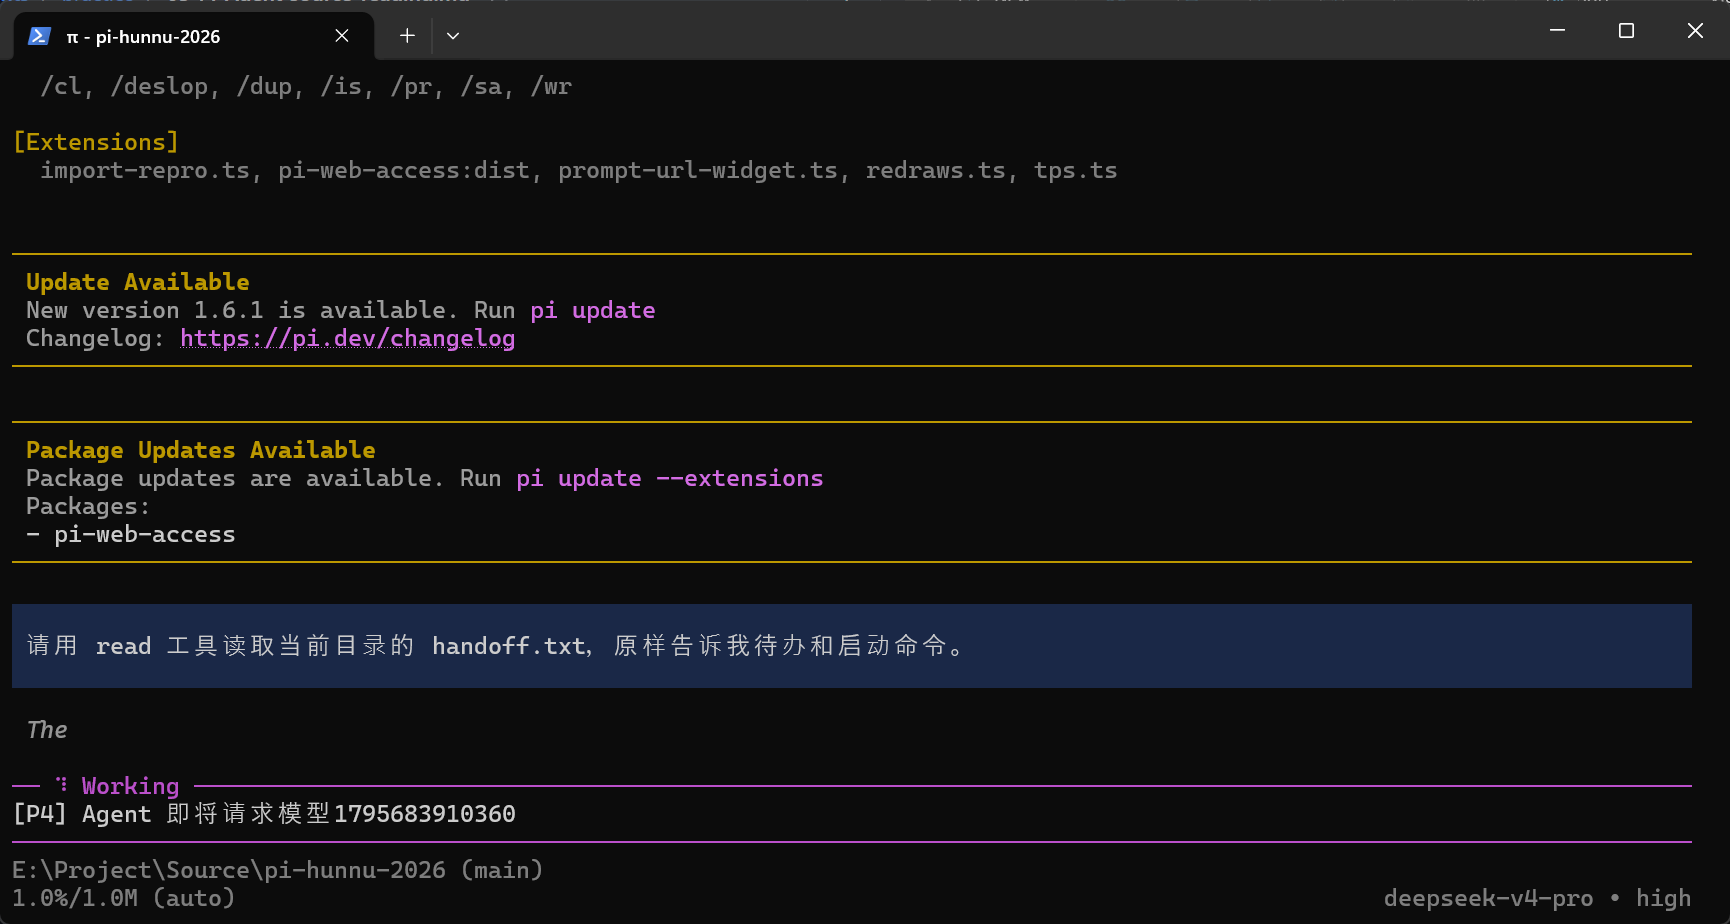 π - pi-hunnu-2026
/cl, /deslop, /dup, /is, /pr, /sa, /wr
[Extensions]
import-repro.ts, pi-web-access:dist, prompt-url-widget.ts, redraws.ts, tps.ts
Update Available
New version 1.6.1 is available. Run pi update
Changelog: https://pi.dev/changelog
Package Updates Available
Package updates are available. Run pi update --extensions
Packages:
- pi-web-access
请用 read 工具读取当前目录的 handoff.txt, 原样告诉我待办和启动命令。
The
Working
[P4] Agent 即将请求模型1795683910360
E:\Project\Source\pi-hunnu-2026 (main)
1.0%/1.0M (auto) deepseek-v4-pro • high